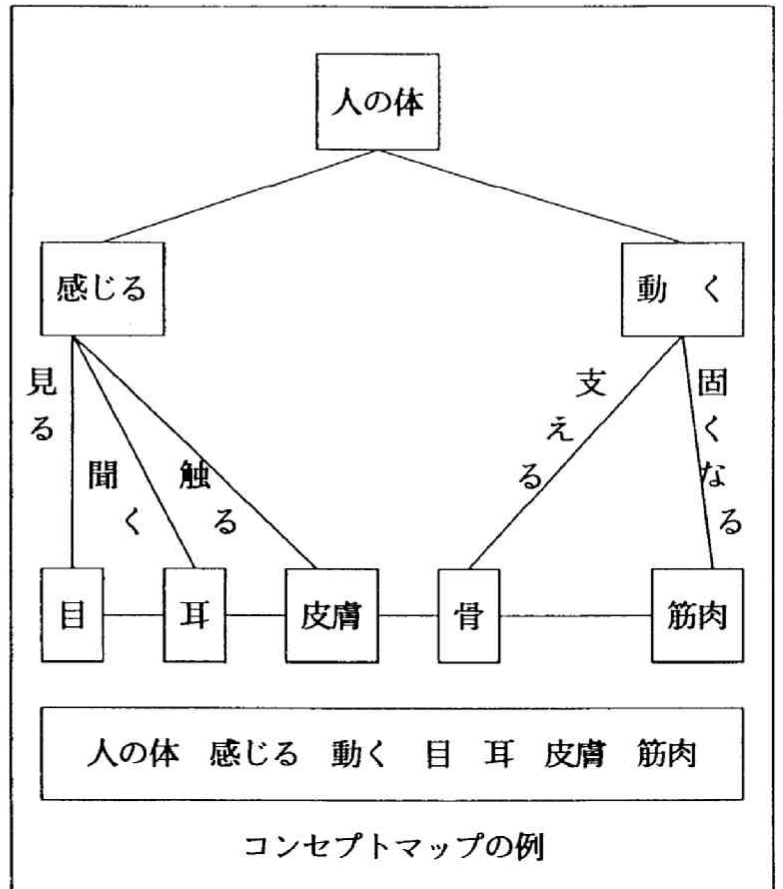 人の体
感じる
動　く
見る
聞く
触る
支える
固くなる
目
耳
皮膚
骨
筋肉
人の体　感じる　動く　目　耳　皮膚　筋肉
コンセプトマップの例